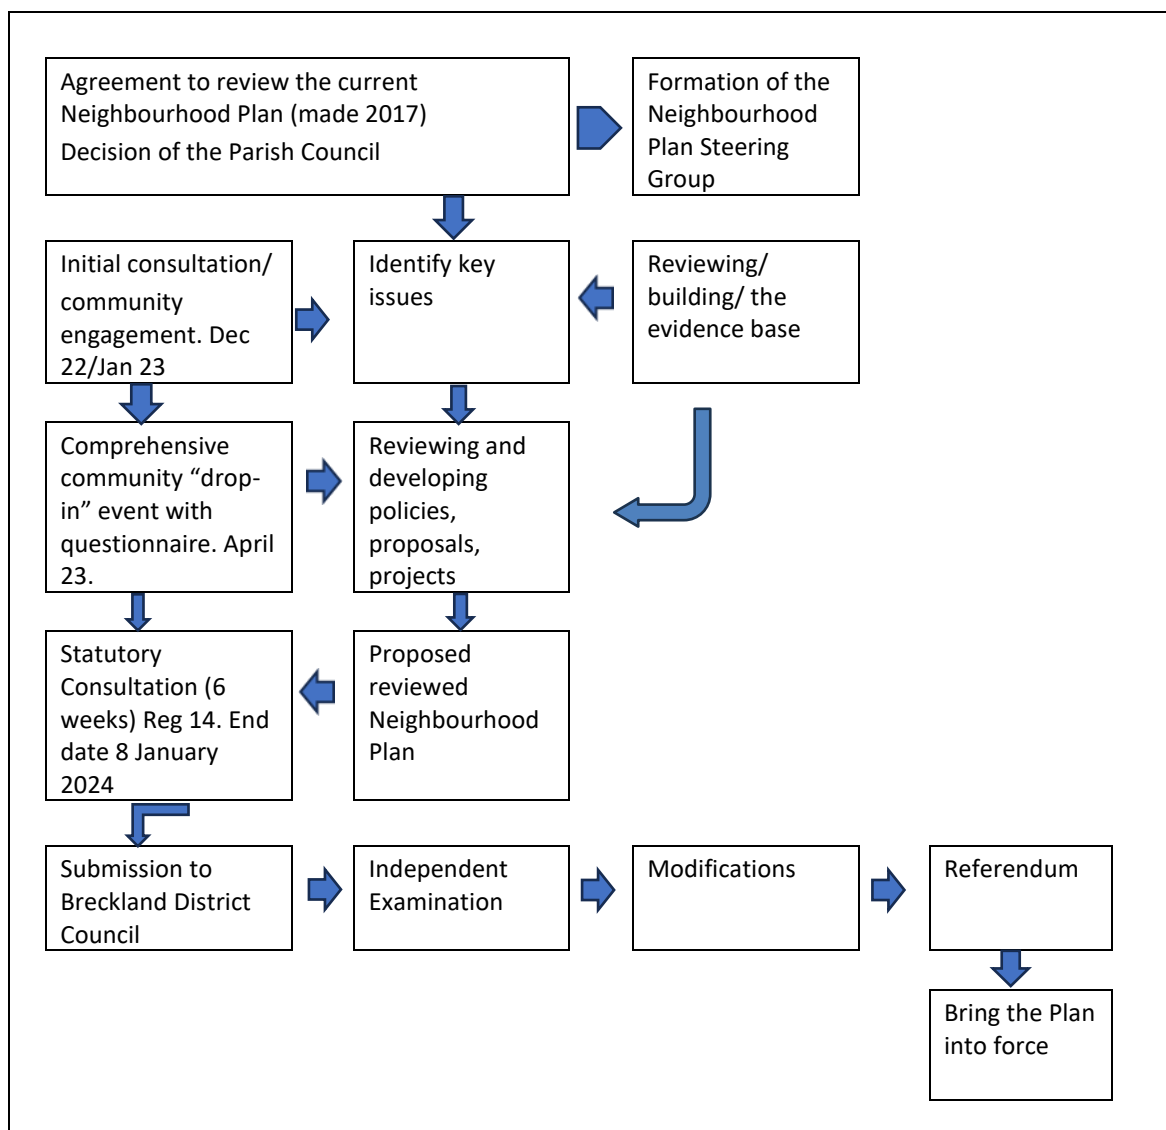 Agreement to review the current
Neighbourhood Plan (made 2017)
Decision of the Parish Council
Formation of the
Neighbourhood
Plan Steering
Group
Initial consultation/
community
engagement. Dec
22/Jan 23
Identify key
issues
Reviewing/
building/ the
evidence base
Comprehensive
community “drop-
in” event with
questionnaire. April
23.
Reviewing and
developing
policies,
proposals,
projects
Statutory
Consultation (6
weeks) Reg 14. End
date 8 January
2024
Proposed
reviewed
Neighbourhood
Plan
Submission to
Breckland District
Council
Independent
Examination
Modifications
Referendum
Bring the Plan
into force